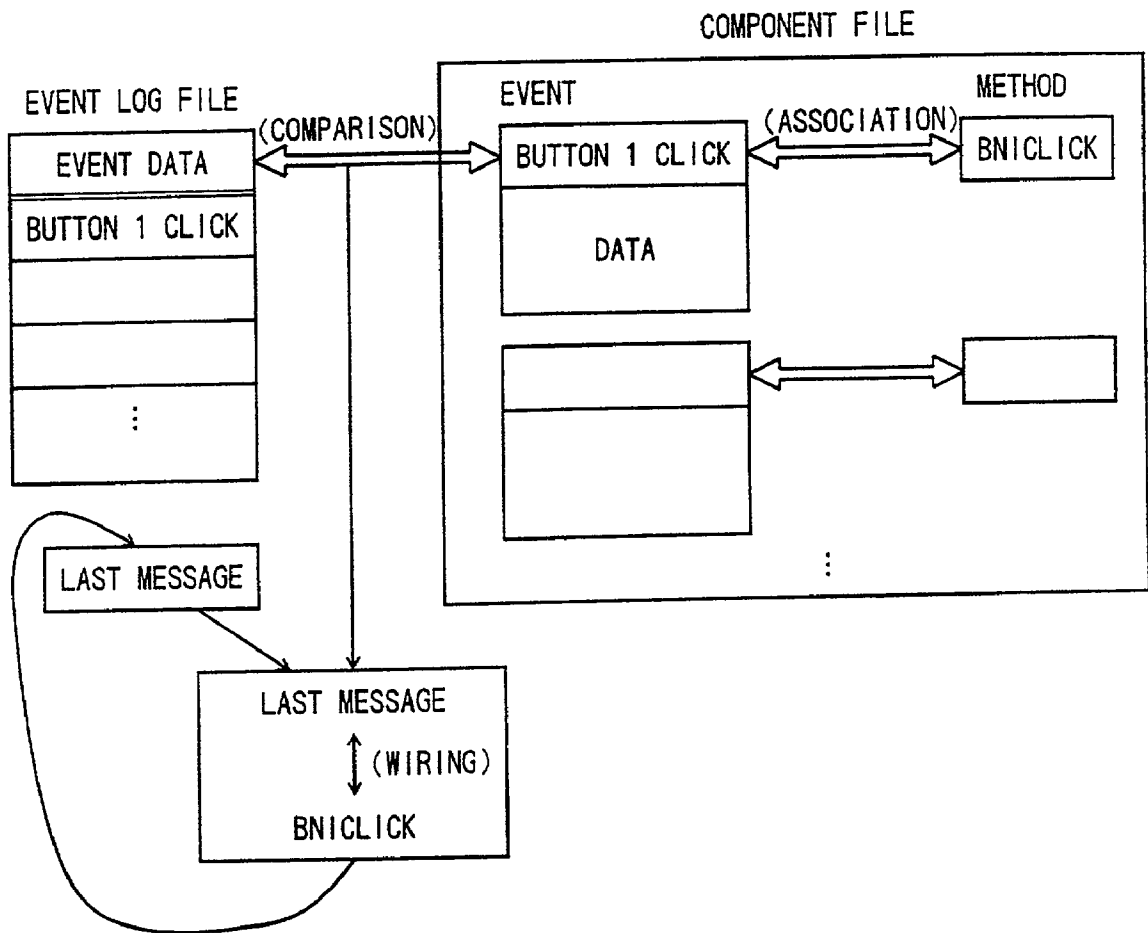 COMPONENT FILE
EVENT LOG FILE
EVENT
METHOD
EVENT DATA
(COMPARISON)
BUTTON 1 CLICK
(ASSOCIATION)
BNICLICK
BUTTON 1 CLICK
DATA
⋮
⋮
LAST MESSAGE
LAST MESSAGE
(WIRING)
BNICLICK